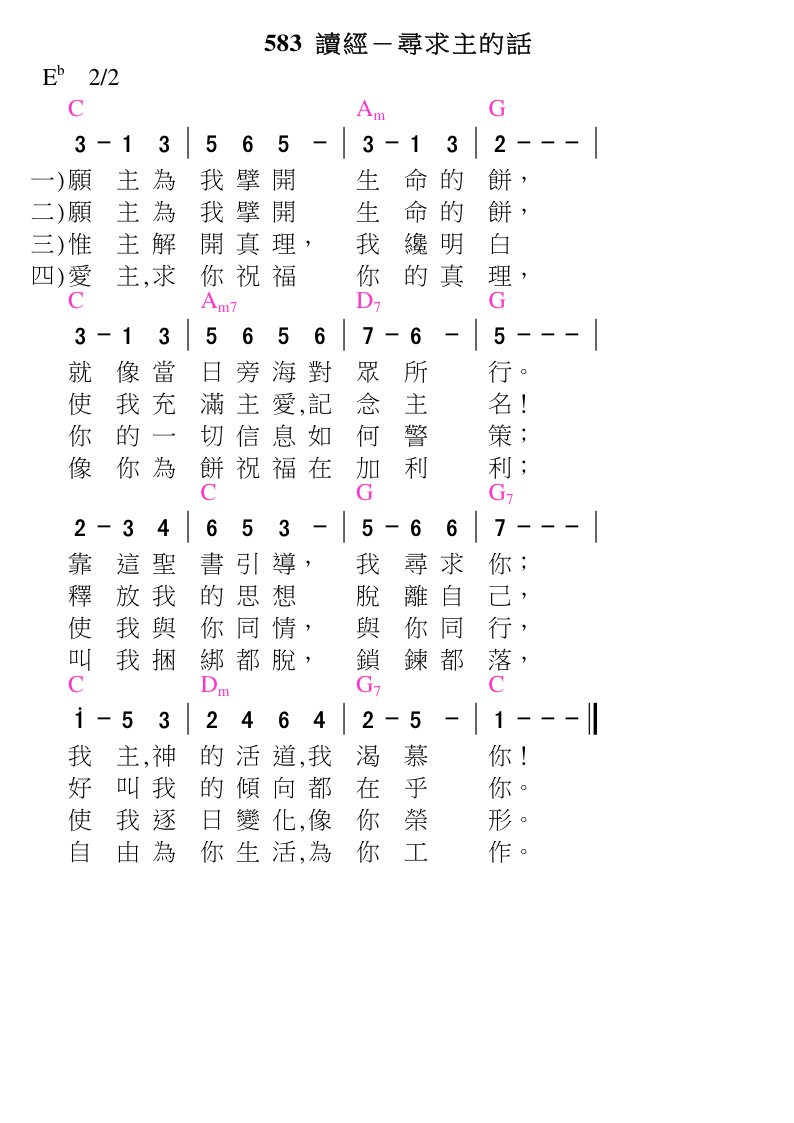 583 讀經－尋求主的話
E♭ 2/2
C Am G
3 - 1 3 | 5 6 5 - | 3 - 1 3 | 2 - - - |
一)願 主 為 我 擘 開 生 命 的 餅，
二)願 主 為 我 擘 開 生 命 的 餅，
三)惟 主 解 開 真 理， 我 纔 明 白
四)愛 主,求 你 祝 福 你 的 真 理，
C Am7 D7 G
3 - 1 3 | 5 6 5 6 | 7 - 6 - | 5 - - - |
就 像 當 日 旁 海 對 眾 所 行。
使 我 充 滿 主 愛,記 念 主 名！
你 的 一 切 信 息 如 何 警 策；
像 你 為 餅 祝 福 在 加 利 利；
C G G7
2 - 3 4 | 6 5 3 - | 5 - 6 6 | 7 - - - |
靠 這 聖 書 引 導， 我 尋 求 你；
釋 放 我 的 思 想 脫 離 自 己，
使 我 與 你 同 情， 與 你 同 行，
叫 我 捆 綁 都 脫， 鎖 鍊 都 落，
C Dm G7 C
i - 5 3 | 2 4 6 4 | 2 - 5 - | 1 - - - ‖
我 主,神 的 活 道,我 渴 慕 你！
好 叫 我 的 傾 向 都 在 乎 你。
使 我 逐 日 變 化,像 你 榮 形。
自 由 為 你 生 活,為 你 工 作。